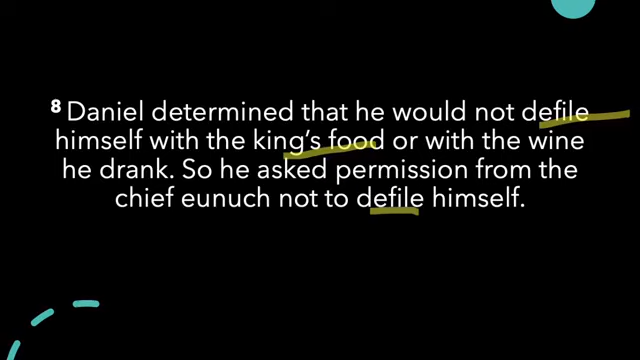 8 Daniel determined that he would not defile
himself with the king's food or with the wine
he drank. So he asked permission from the
chief eunuch not to defile himself.